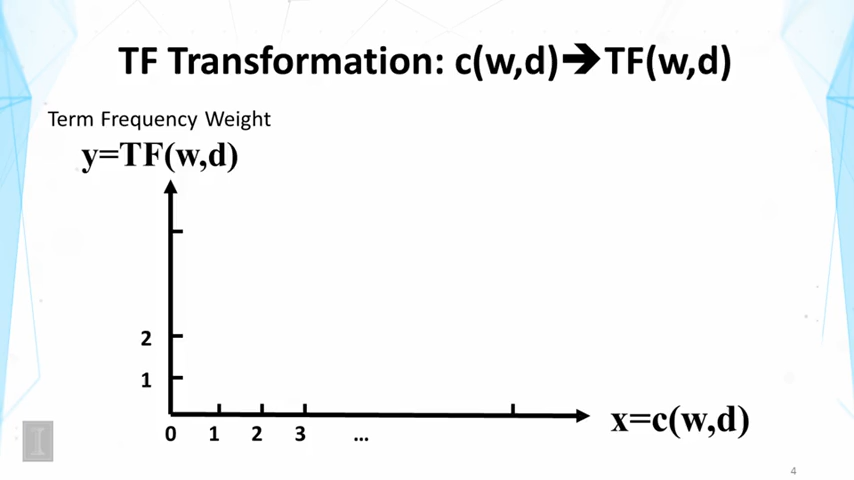 TF Transformation: c(w,d)➔TF(w,d)
Term Frequency Weight
y=TF(w,d)
2
1
0 1 2 3 ...
x=c(w,d)
4